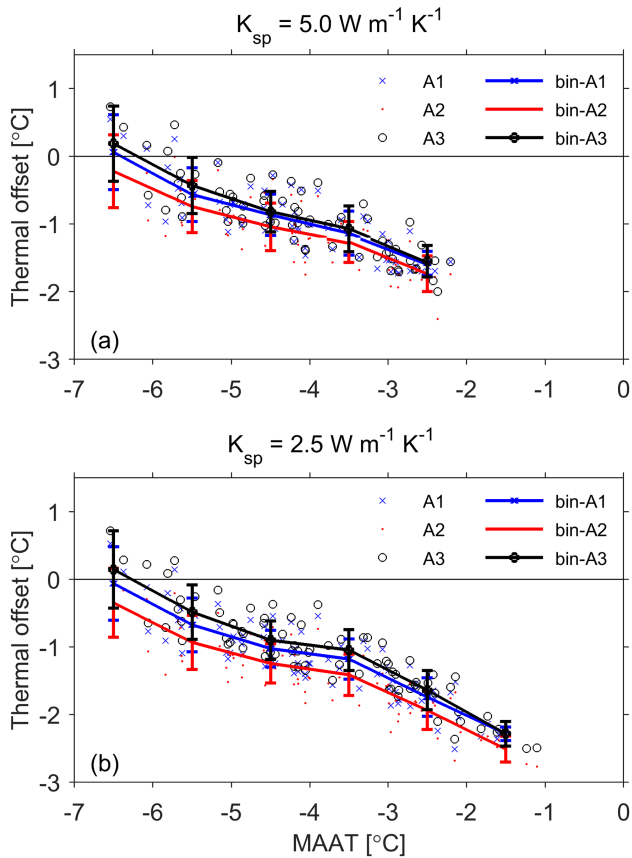 K_sp = 5.0 W m^-1 K^-1
A1 bin-A1
A2 bin-A2
A3 bin-A3
Thermal offset [°C]
1
0
-1
-2
-3
(a)
-7 -6 -5 -4 -3 -2 -1 0
K_sp = 2.5 W m^-1 K^-1
A1 bin-A1
A2 bin-A2
A3 bin-A3
Thermal offset [°C]
1
0
-1
-2
-3
(b)
-7 -6 -5 -4 -3 -2 -1 0
MAAT [°C]